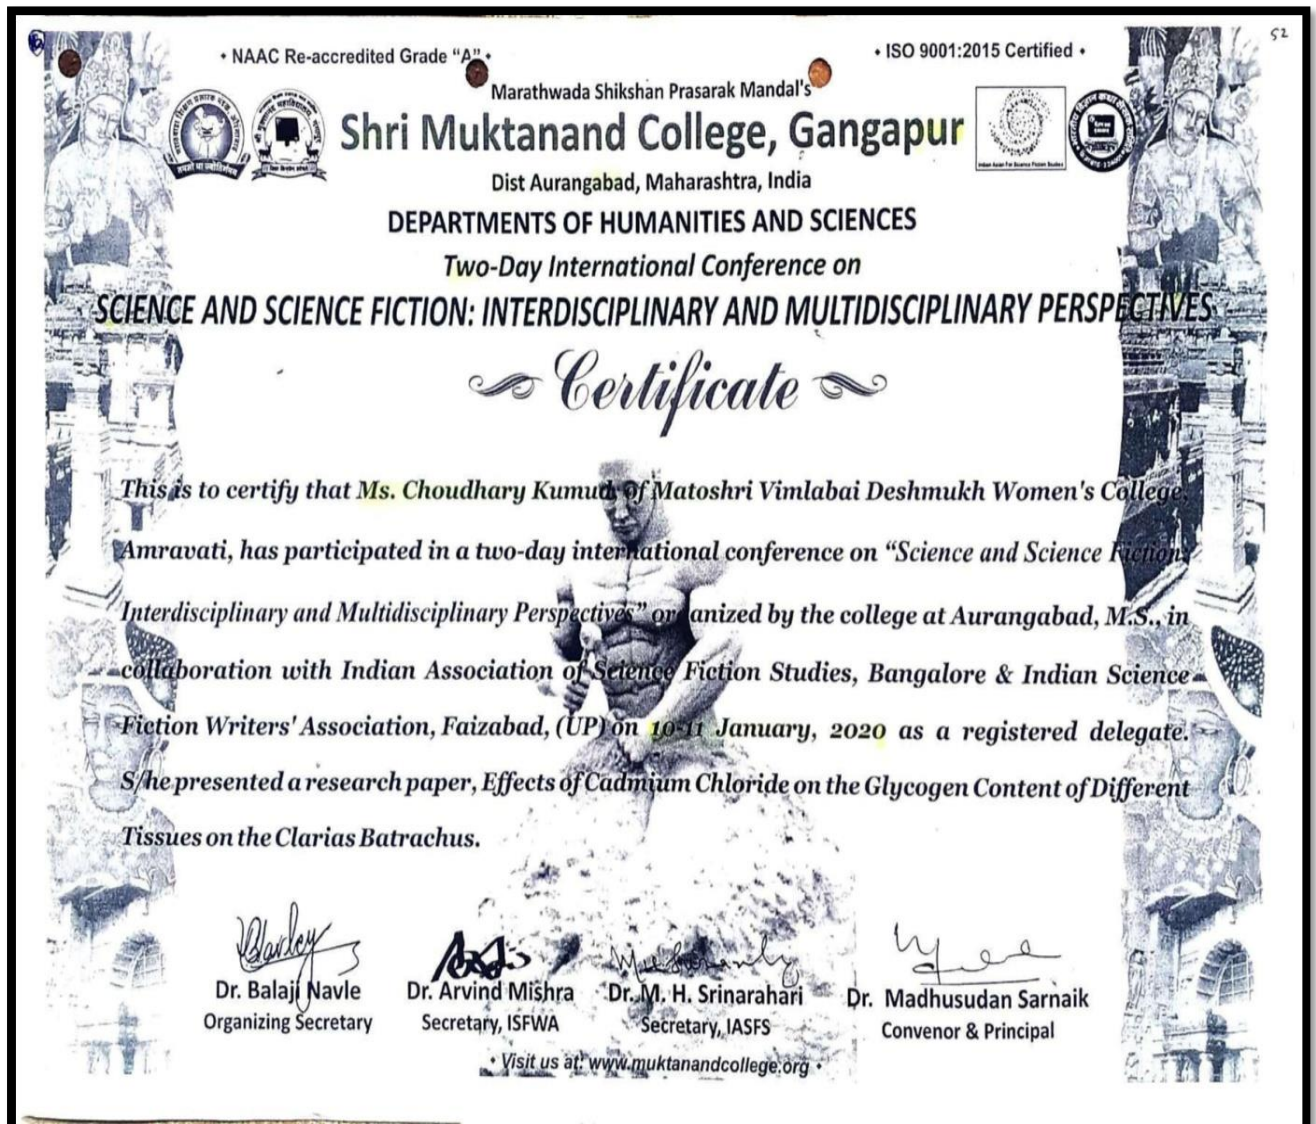 52
• NAAC Re-accredited Grade "A" •
• ISO 9001:2015 Certified •
Marathwada Shikshan Prasarak Mandal's
Shri Muktanand College, Gangapur
Indian Assn For Science Fiction Studies
Dist Aurangabad, Maharashtra, India
DEPARTMENTS OF HUMANITIES AND SCIENCES
Two-Day International Conference on
SCIENCE AND SCIENCE FICTION: INTERDISCIPLINARY AND MULTIDISCIPLINARY PERSPECTIVES
Certificate
This is to certify that Ms. Choudhary Kumud of Matoshri Vimlabai Deshmukh Women's College,
Amravati, has participated in a two-day international conference on “Science and Science Fiction:
Interdisciplinary and Multidisciplinary Perspectives” organized by the college at Aurangabad, M.S., in
collaboration with Indian Association of Science Fiction Studies, Bangalore & Indian Science
Fiction Writers' Association, Faizabad, (UP) on 10-11 January, 2020 as a registered delegate.
S/he presented a research paper, Effects of Cadmium Chloride on the Glycogen Content of Different
Tissues on the Clarias Batrachus.
Dr. Balaji Navle
Organizing Secretary
Dr. Arvind Mishra
Secretary, ISFWA
Dr. M. H. Srinarahari
Secretary, IASFS
Dr. Madhusudan Sarnaik
Convenor & Principal
• Visit us at: www.muktanandcollege.org •